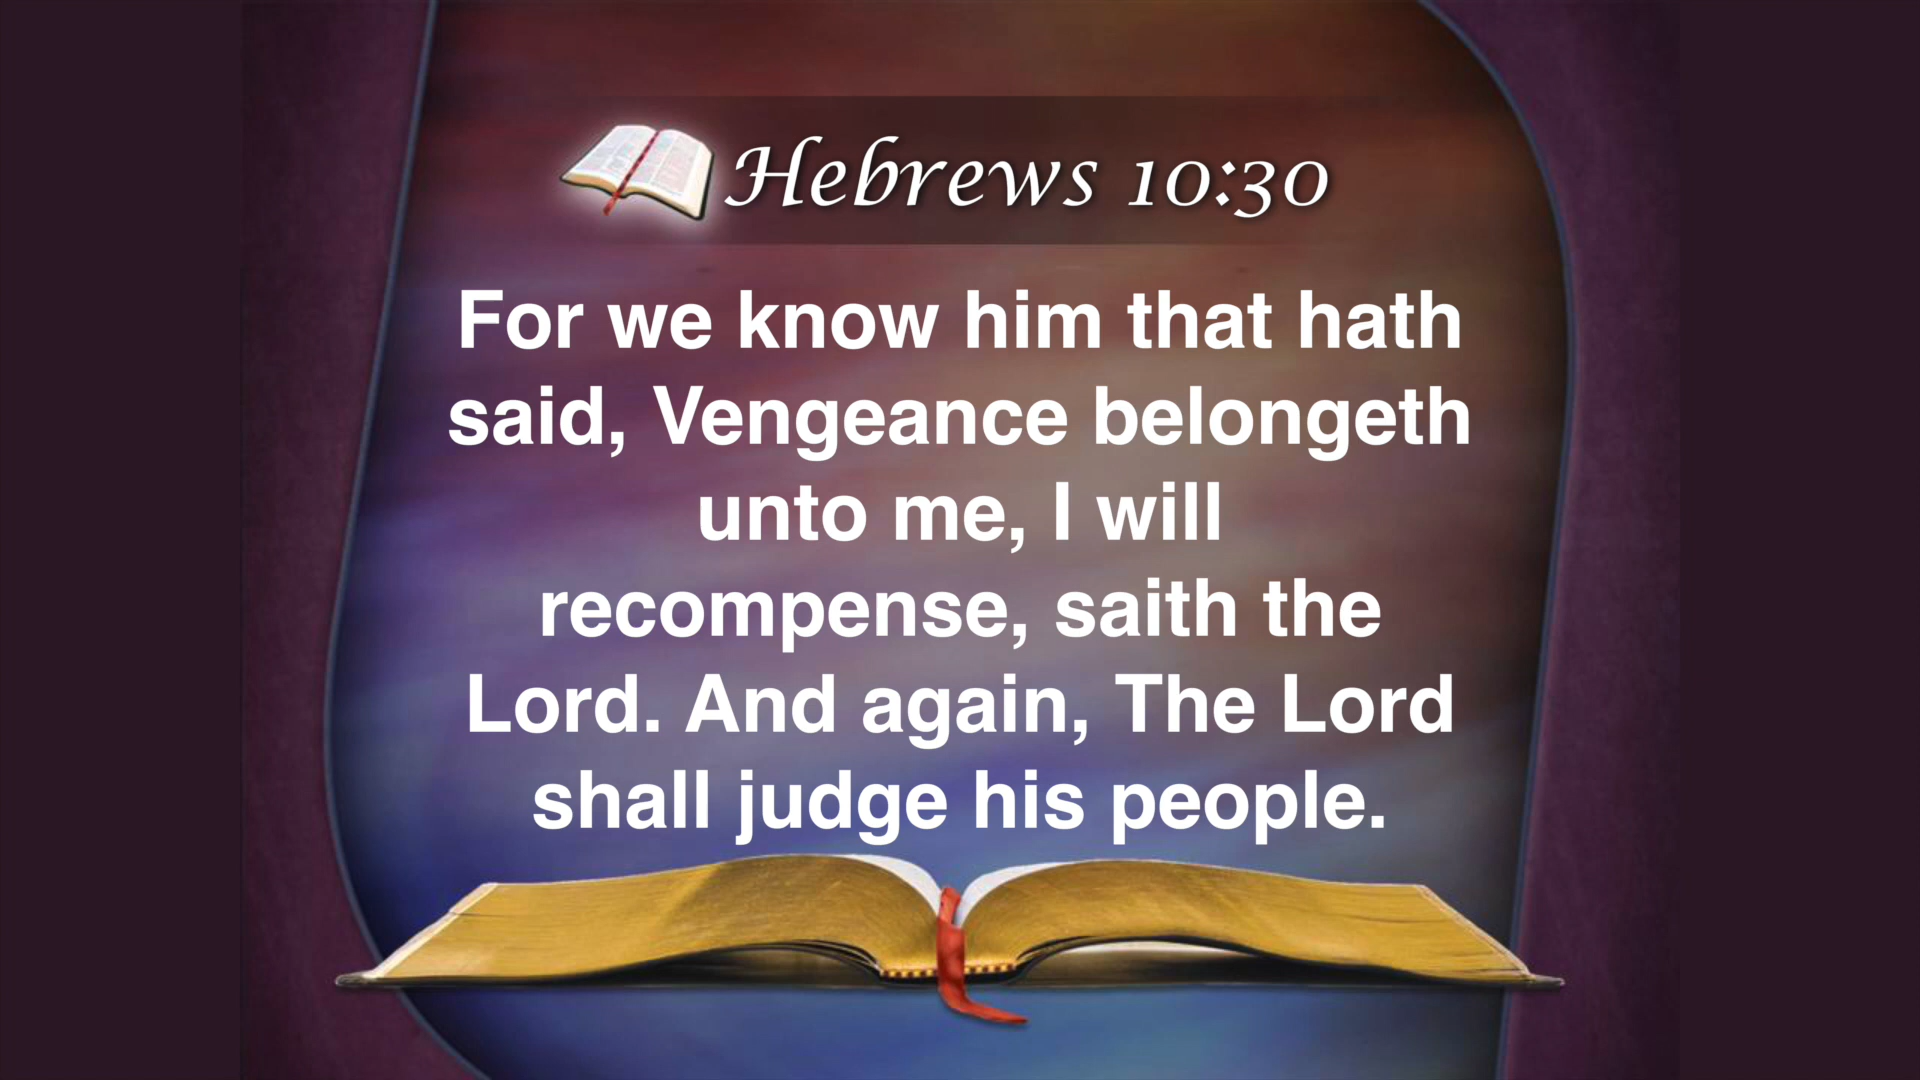 Hebrews 10:30
For we know him that hath
said, Vengeance belongeth
unto me, I will
recompense, saith the
Lord. And again, The Lord
shall judge his people.